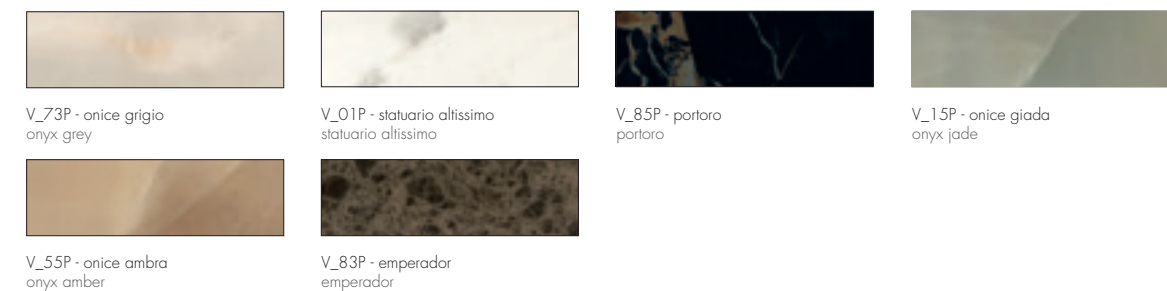 V_73P - onice grigio
onyx grey
V_01P - statuario altissimo
statuario altissimo
V_85P - portoro
portoro
V_15P - onice giada
onyx jade
V_55P - onice ambra
onyx amber
V_83P - emperador
emperador